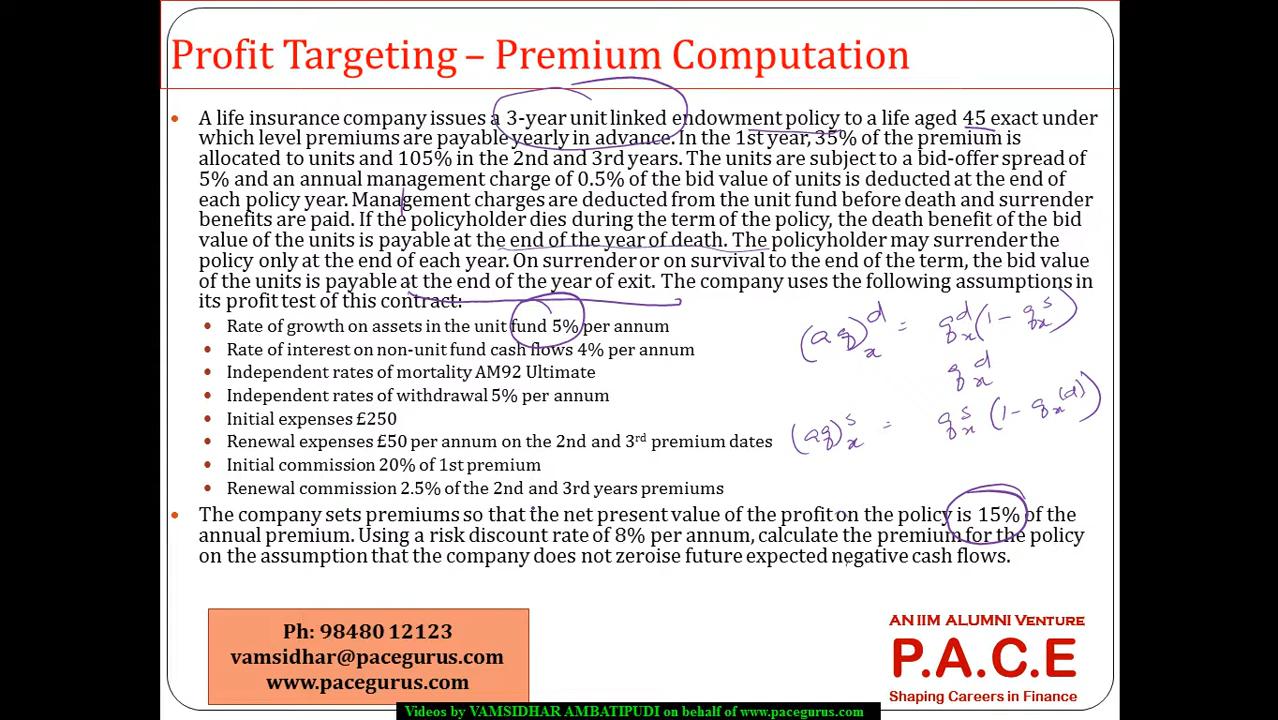 Profit Targeting – Premium Computation
A life insurance company issues a 3-year unit linked endowment policy to a life aged 45 exact under
which level premiums are payable yearly in advance. In the 1st year, 35% of the premium is
allocated to units and 105% in the 2nd and 3rd years. The units are subject to a bid-offer spread of
5% and an annual management charge of 0.5% of the bid value of units is deducted at the end of
each policy year. Management charges are deducted from the unit fund before death and surrender
benefits are paid. If the policyholder dies during the term of the policy, the death benefit of the bid
value of the units is payable at the end of the year of death. The policyholder may surrender the
policy only at the end of each year. On surrender or on survival to the end of the term, the bid value
of the units is payable at the end of the year of exit. The company uses the following assumptions in
its profit test of this contract:
Rate of growth on assets in the unit fund 5% per annum
Rate of interest on non-unit fund cash flows 4% per annum
Independent rates of mortality AM92 Ultimate
Independent rates of withdrawal 5% per annum
Initial expenses £250
Renewal expenses £50 per annum on the 2nd and 3rd premium dates
Initial commission 20% of 1st premium
Renewal commission 2.5% of the 2nd and 3rd years premiums
(aq)^d_x = q^d_x (1 - q^s_x)
q^d_x
(aq)^s_x = q^s_x (1 - q_x^(d))
The company sets premiums so that the net present value of the profit on the policy is 15% of the
annual premium. Using a risk discount rate of 8% per annum, calculate the premium for the policy
on the assumption that the company does not zeroise future expected negative cash flows.
Ph: 98480 12123
vamsidhar@pacegurus.com
www.pacegurus.com
AN IIM ALUMNI VENTURE
P.A.C.E
Shaping Careers in Finance
Videos by VAMSIDHAR AMBATIPUDI on behalf of www.pacegurus.com